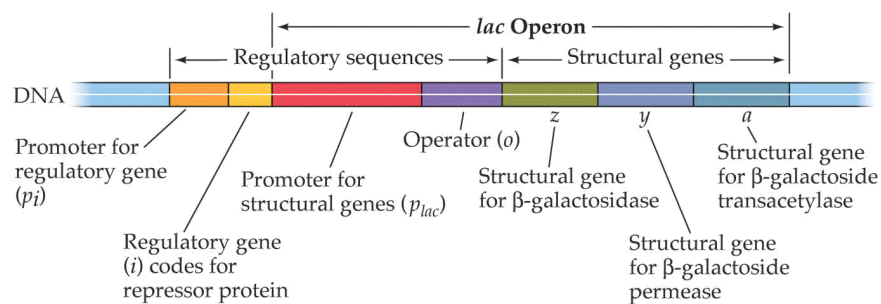 lac Operon
Regulatory sequences
Structural genes
DNA
z
y
a
Promoter for
regulatory gene
(pi)
Regulatory gene
(i) codes for
repressor protein
Promoter for
structural genes (plac)
Operator (o)
Structural gene
for β-galactosidase
Structural gene
for β-galactoside
permease
Structural gene
for β-galactoside
transacetylase